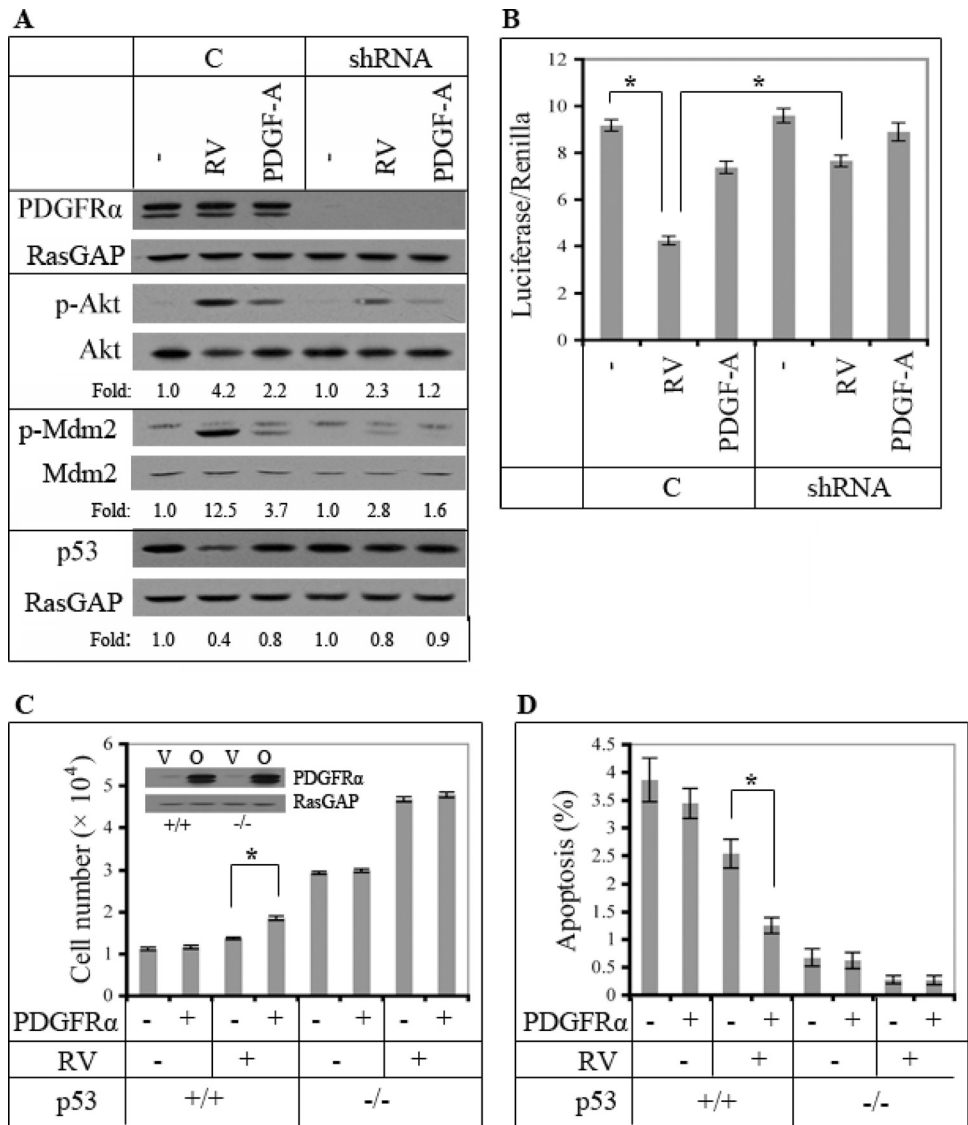 A
C shRNA
- RV PDGF-A - RV PDGF-A
PDGFRα
RasGAP
p-Akt
Akt
Fold: 1.0 4.2 2.2 1.0 2.3 1.2
p-Mdm2
Mdm2
Fold: 1.0 12.5 3.7 1.0 2.8 1.6
p53
RasGAP
Fold: 1.0 0.4 0.8 1.0 0.8 0.9
B
Luciferase/Renilla
12
10
8
6
4
2
0
* *
- RV PDGF-A - RV PDGF-A
C shRNA
C
Cell number (× 10⁴)
6
5
4
3
2
1
0
V O V O
PDGFRα
RasGAP
+/+ -/-
*
PDGFRα - + - + - + - +
RV - + - +
p53 +/+ -/-
D
Apoptosis (%)
4.5
4
3.5
3
2.5
2
1.5
1
0.5
0
*
PDGFRα - + - + - + - +
RV - + - +
p53 +/+ -/-